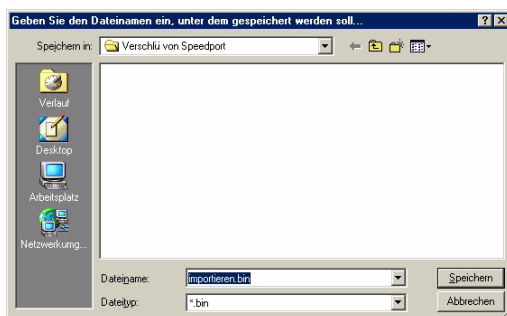 Geben Sie den Dateinamen ein, unter dem gespeichert werden soll...
Speichern in: Verschlü von Speedport
Verlauf
Desktop
Arbeitsplatz
Netzwerkumg...
Dateiname: importieren.bin Speichern
Dateityp: *.bin Abbrechen